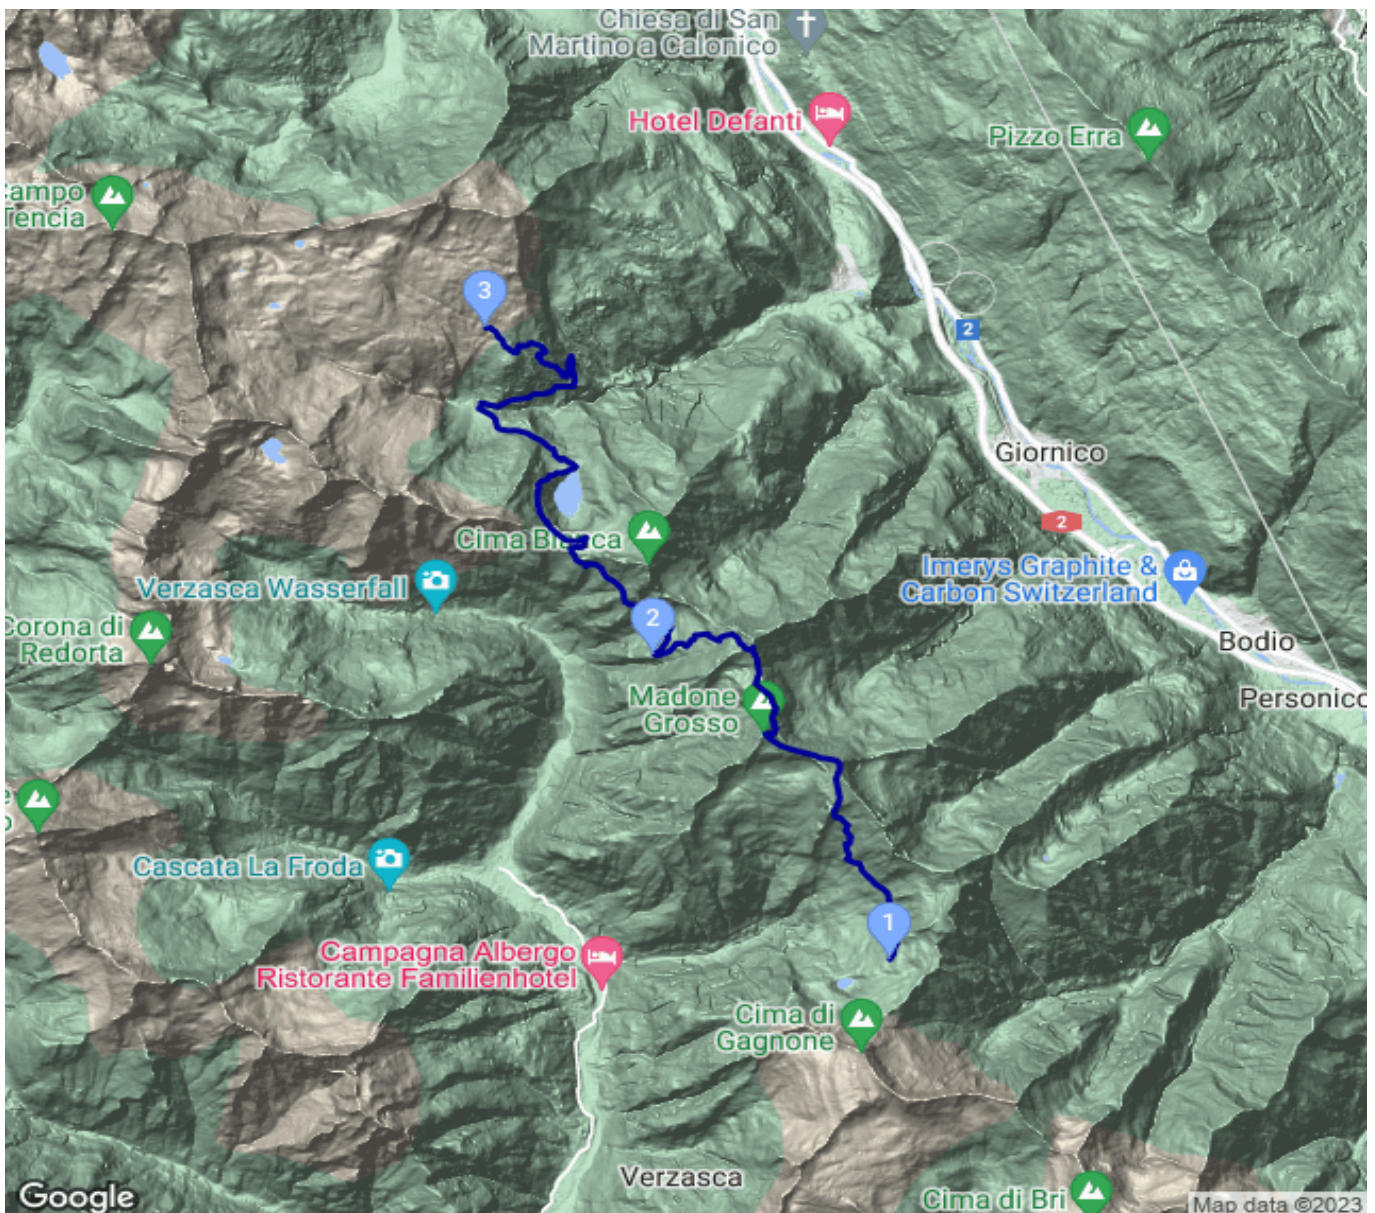 Chiesa di San
Martino a Calonico
Hotel Defanti
Pizzo Erra
Campo
Tencia
3
2
Giornico
2
Cima Bianca
Imerys Graphite &
Carbon Switzerland
Verzasca Wasserfall
2
Corona di
Redorta
Bodio
Madone
Grosso
Personico
Cascata La Froda
1
Campagna Albergo
Ristorante Familienhotel
Cima di
Gagnone
Verzasca
Cima di Bri
Google
Map data ©2023